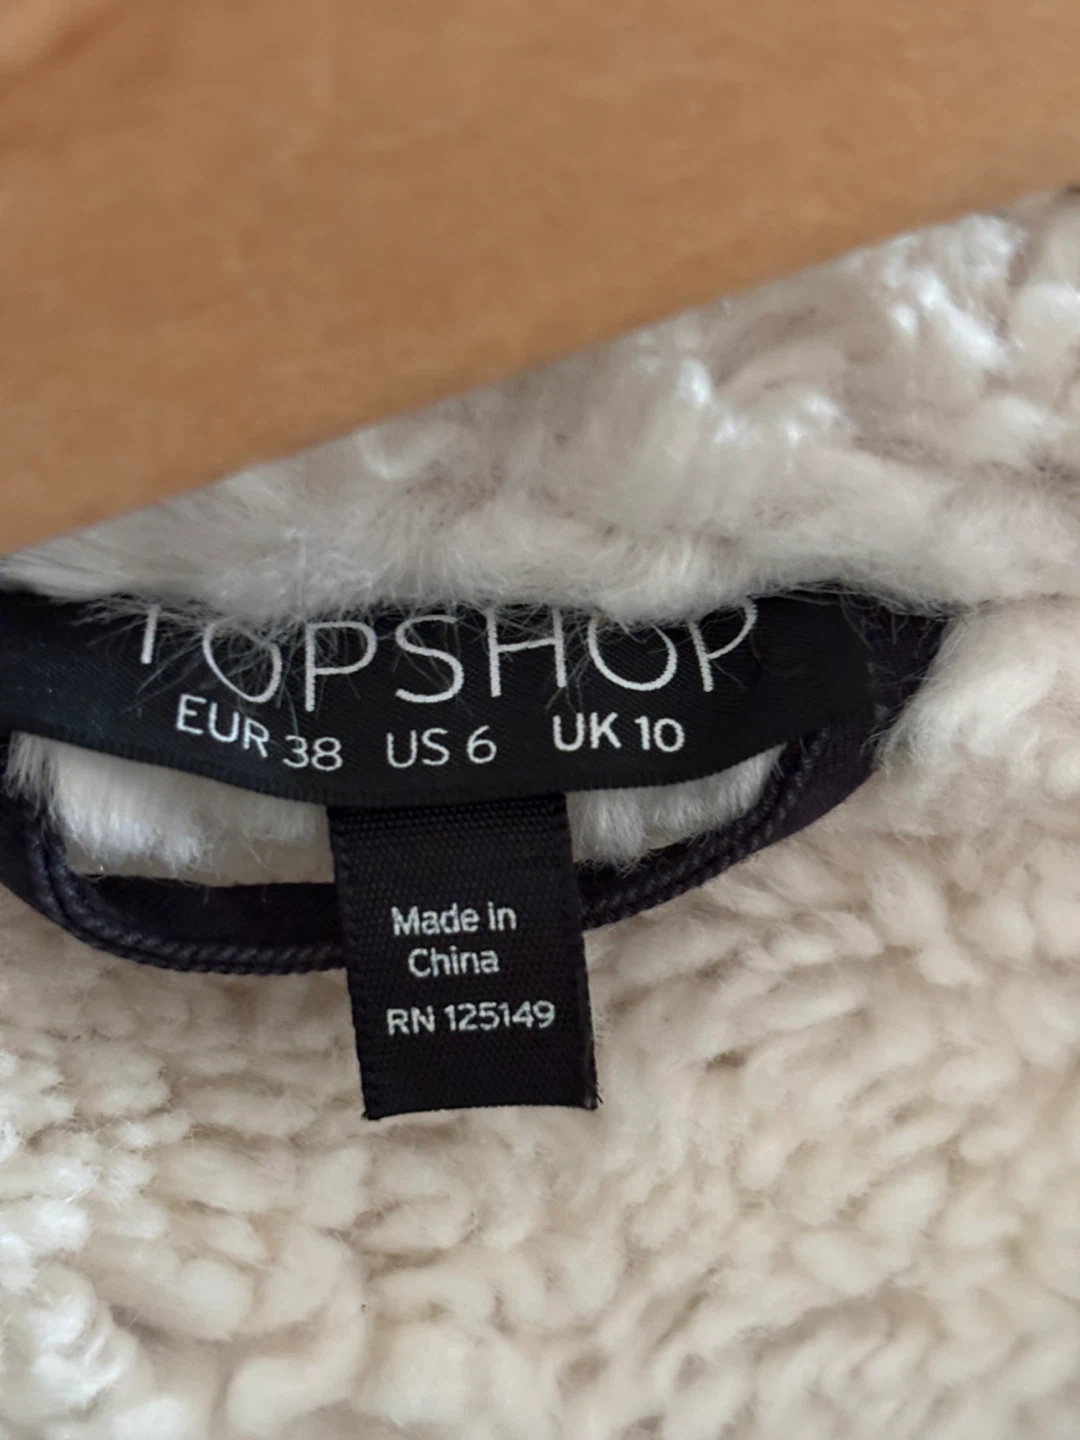 TOPSHOP
EUR 38 US 6 UK 10
Made in
China
RN 125149